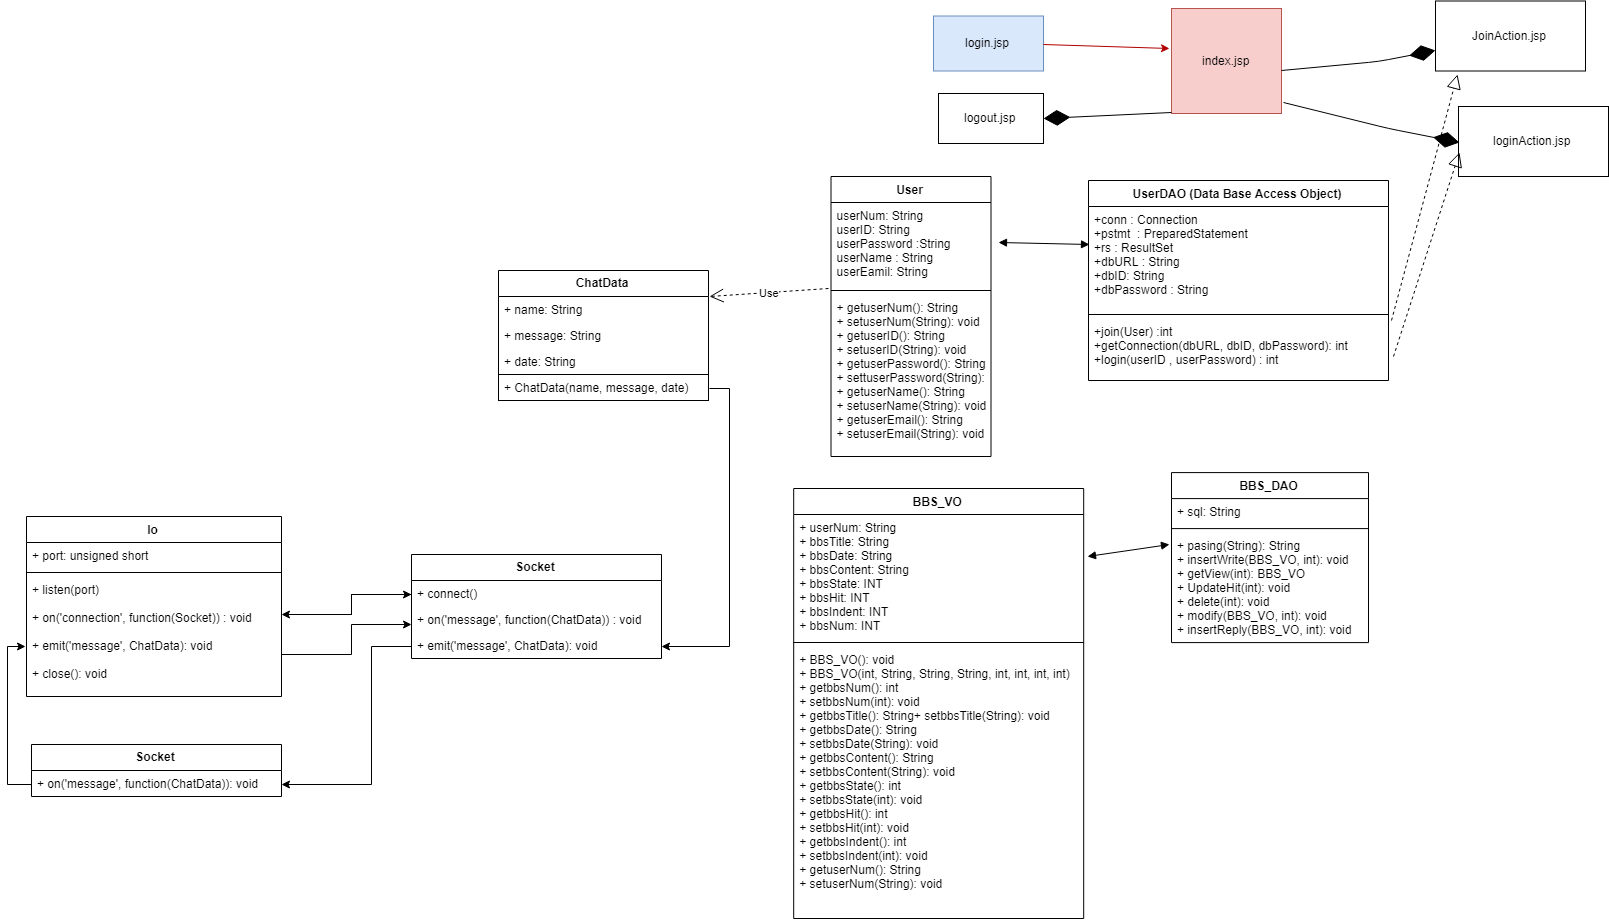 login.jsp
index.jsp
JoinAction.jsp
logout.jsp
loginAction.jsp
User
userNum: String
userID: String
userPassword :String
userName : String
userEamil: String
+ getuserNum(): String
+ setuserNum(String): void
+ getuserID(): String
+ setuserID(String): void
+ getuserPassword(): String
+ settuserPassword(String):
+ getuserName(): String
+ setuserName(String): void
+ getuserEmail(): String
+ setuserEmail(String): void
UserDAO (Data Base Access Object)
+conn : Connection
+pstmt : PreparedStatement
+rs : ResultSet
+dbURL : String
+dbID: String
+dbPassword : String
+join(User) :int
+getConnection(dbURL, dbID, dbPassword): int
+login(userID , userPassword) : int
ChatData
+ name: String
+ message: String
+ date: String
+ ChatData(name, message, date)
Use
Io
+ port: unsigned short
+ listen(port)
+ on('connection', function(Socket)) : void
+ emit('message', ChatData): void
+ close(): void
Socket
+ connect()
+ on('message', function(ChatData)) : void
+ emit('message', ChatData): void
Socket
+ on('message', function(ChatData)): void
BBS_VO
+ userNum: String
+ bbsTitle: String
+ bbsDate: String
+ bbsContent: String
+ bbsState: INT
+ bbsHit: INT
+ bbsIndent: INT
+ bbsNum: INT
+ BBS_VO(): void
+ BBS_VO(int, String, String, String, int, int, int, int)
+ getbbsNum(): int
+ setbbsNum(int): void
+ getbbsTitle(): String+ setbbsTitle(String): void
+ getbbsDate(): String
+ setbbsDate(String): void
+ getbbsContent(): String
+ setbbsContent(String): void
+ getbbsState(): int
+ setbbsState(int): void
+ getbbsHit(): int
+ setbbsHit(int): void
+ getbbsIndent(): int
+ setbbsIndent(int): void
+ getuserNum(): String
+ setuserNum(String): void
BBS_DAO
+ sql: String
+ pasing(String): String
+ insertWrite(BBS_VO, int): void
+ getView(int): BBS_VO
+ UpdateHit(int): void
+ delete(int): void
+ modify(BBS_VO, int): void
+ insertReply(BBS_VO, int): void